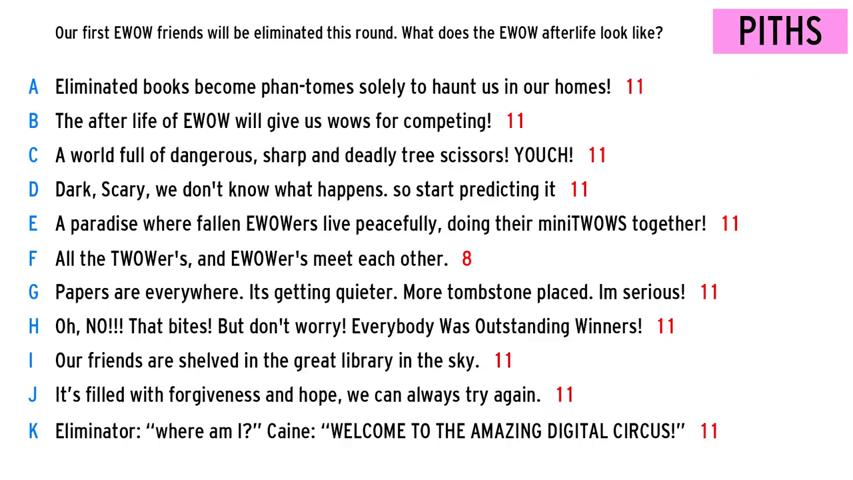 Our first EWOW friends will be eliminated this round. What does the EWOW afterlife look like?
PITHS
A Eliminated books become phan-tomes solely to haunt us in our homes! 11
B The after life of EWOW will give us wows for competing! 11
C A world full of dangerous, sharp and deadly tree scissors! YOUCH! 11
D Dark, Scary, we don't know what happens. so start predicting it 11
E A paradise where fallen EWOWers live peacefully, doing their miniTWOWS together! 11
F All the TWOWer's, and EWOWer's meet each other. 8
G Papers are everywhere. Its getting quieter. More tombstone placed. Im serious! 11
H Oh, NO!!! That bites! But don't worry! Everybody Was Outstanding Winners! 11
I Our friends are shelved in the great library in the sky. 11
J It’s filled with forgiveness and hope, we can always try again. 11
K Eliminator: “where am I?” Caine: “WELCOME TO THE AMAZING DIGITAL CIRCUS!” 11